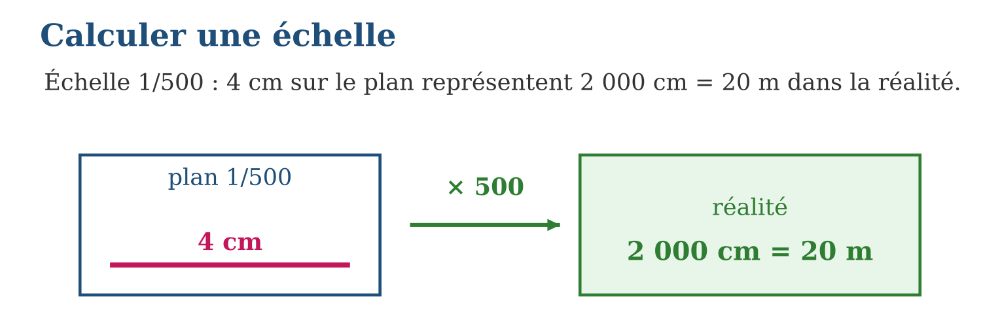 Calculer une échelle
Échelle 1/500 : 4 cm sur le plan représentent 2 000 cm = 20 m dans la réalité.
plan 1/500
4 cm
× 500
réalité
2 000 cm = 20 m